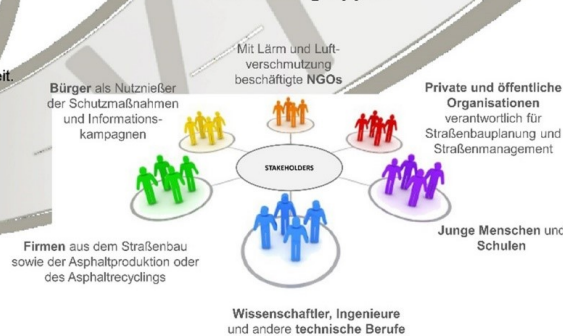 eit.
Mit Lärm und Luft-
verschmutzung
beschäftigte NGOs
Bürger als Nutznießer
der Schutzmaßnahmen
und Informations-
kampagnen
Private und öffentliche
Organisationen
verantwortlich für
Straßenbauplanung und
Straßenmanagement
STAKEHOLDERS
Firmen aus dem Straßenbau
sowie der Asphaltproduktion oder
des Asphaltrecyclings
Junge Menschen und
Schulen
Wissenschaftler, Ingenieure
und andere technische Berufe